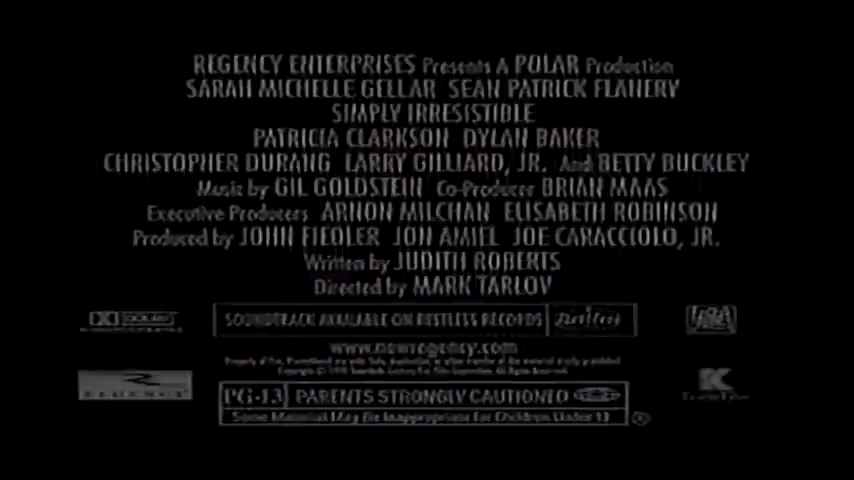 REGENCY ENTERPRISES Presents A POLAR Production
SARAH MICHELLE GELLAR SEAN PATRICK FLANERY
SIMPLY IRRESISTIBLE
PATRICIA CLARKSON DYLAN BAKER
CHRISTOPHER DURANG LARRY GILLIARD, JR. And BETTY BUCKLEY
Music by GIL GOLDSTEIN Co-Producer BRIAN MAAS
Executive Producers ARNON MILCHAN ELISABETH ROBINSON
Produced by JOHN FIEDLER JON AMIEL JOE CARACCIOLO, JR.
Written by JUDITH ROBERTS
Directed by MARK TARLOV
DOLBY
SOUNDTRACK AVAILABLE ON RESTLESS RECORDS Restless
FOX
www.newregency.com
REGENCY
PG-13 PARENTS STRONGLY CAUTIONED
Some Material May Be Inappropriate for Children Under 13